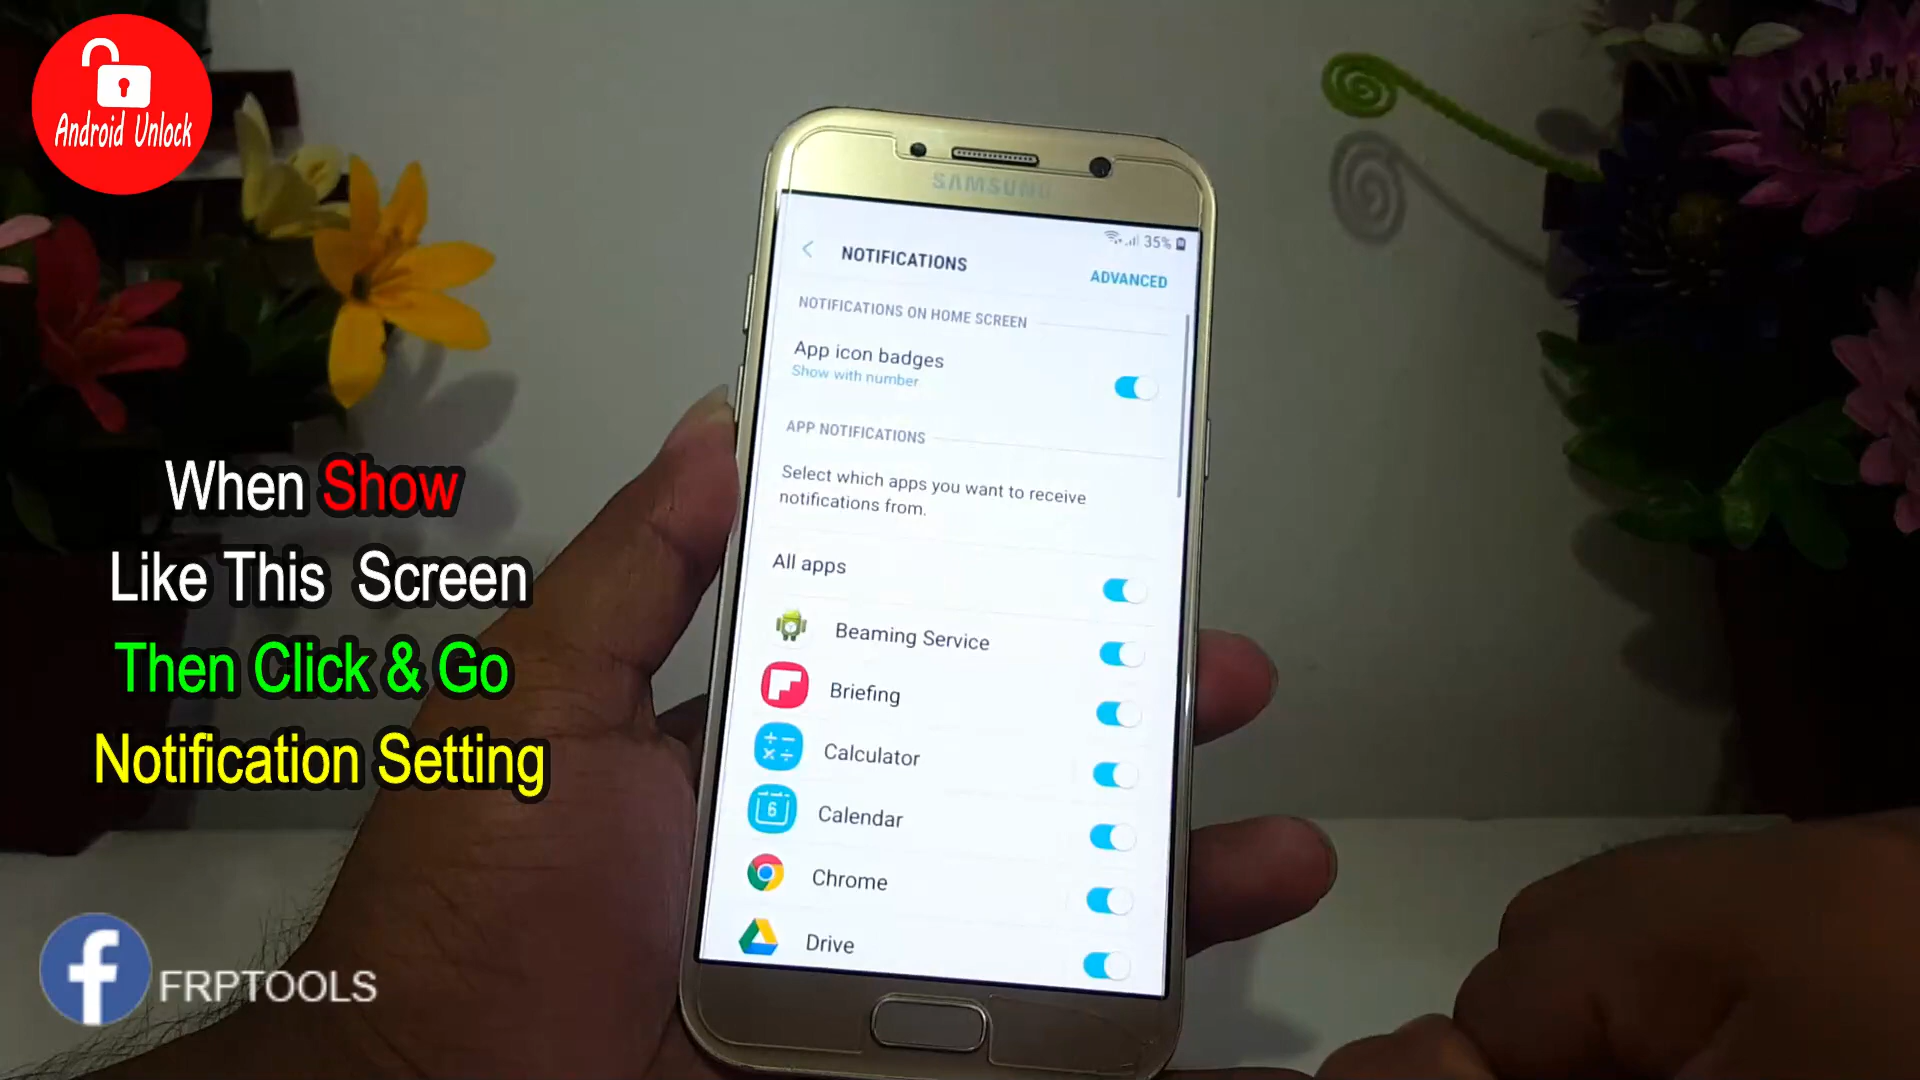 Android Unlock
SAMSUNG
35%
NOTIFICATIONS
ADVANCED
NOTIFICATIONS ON HOME SCREEN
App icon badges
Show with number
APP NOTIFICATIONS
Select which apps you want to receive
notifications from.
All apps
Beaming Service
Briefing
Calculator
6
Calendar
Chrome
Drive
When Show
Like This Screen
Then Click & Go
Notification Setting
f
FRPTOOLS